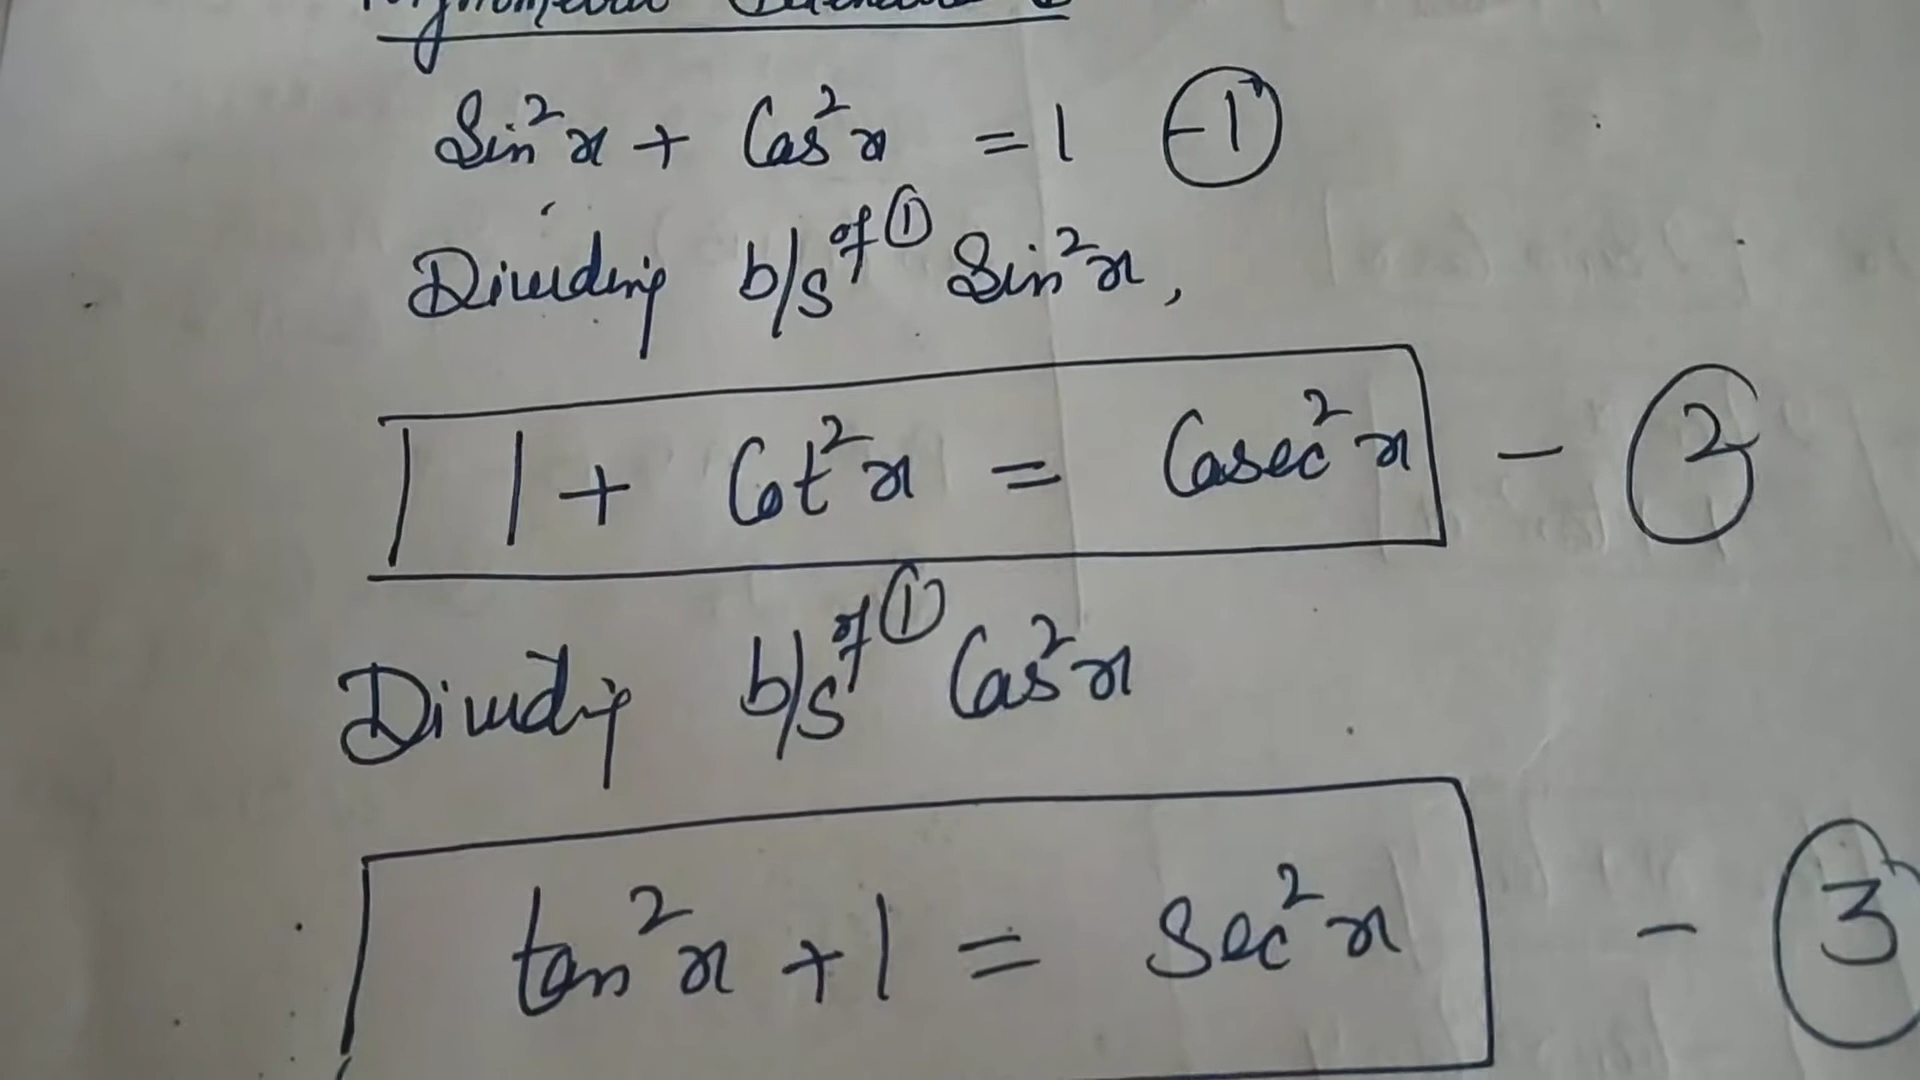 Sin²x + Cos²x = 1 -①
Dividing b/s of ① Sin²x,
1 + Cot²x = Cosec²x - ②
Dividing b/s of ① Cos²x
tan²x + 1 = Sec²x - ③